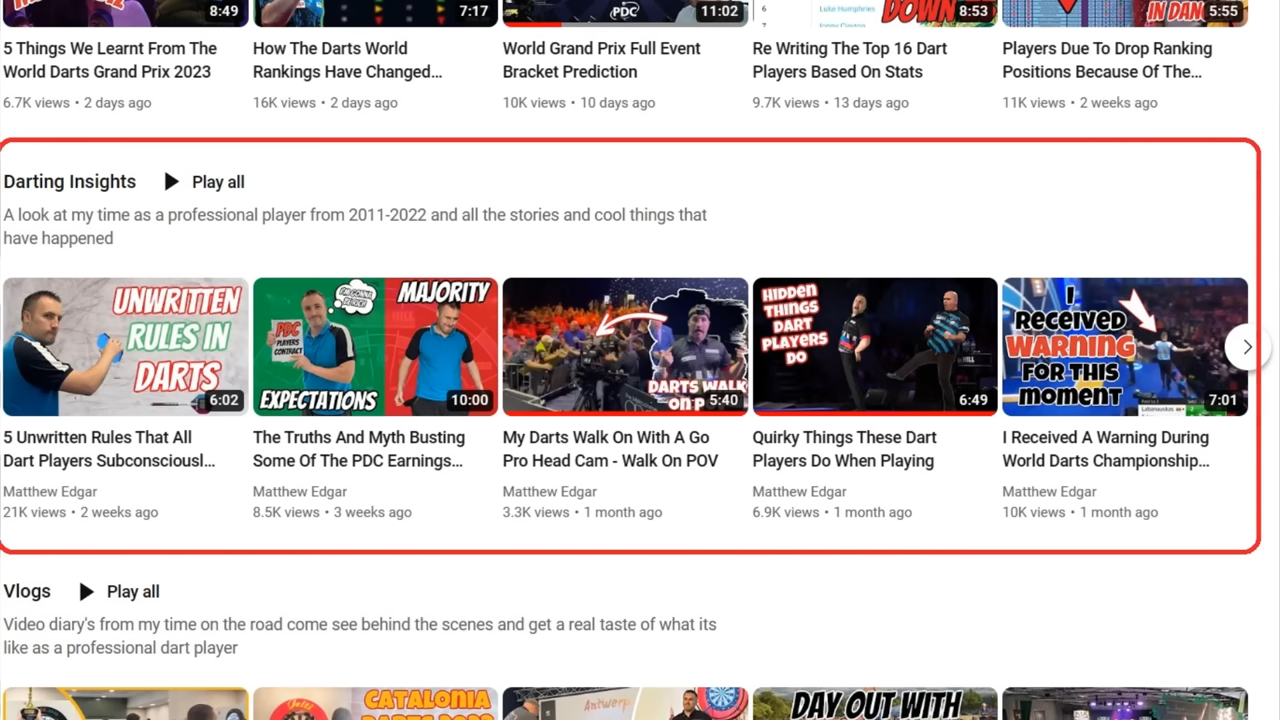 8:49
7:17
PDC
11:02
6
Luke Humphries
7
Jonny Clayton
DOWN
8:53
IN DAN
5:55
5 Things We Learnt From The
World Darts Grand Prix 2023
6.7K views • 2 days ago
How The Darts World
Rankings Have Changed...
16K views • 2 days ago
World Grand Prix Full Event
Bracket Prediction
10K views • 10 days ago
Re Writing The Top 16 Dart
Players Based On Stats
9.7K views • 13 days ago
Players Due To Drop Ranking
Positions Because Of The...
11K views • 2 weeks ago
Darting Insights
Play all
A look at my time as a professional player from 2011-2022 and all the stories and cool things that
have happened
UNWRITTEN
RULES IN
DARTS
6:02
I'M GONNA
BE RICH
PDC
PLAYERS
CONTRACT
MAJORITY
EXPECTATIONS
10:00
DARTS WALK
ON P
5:40
HIDDEN
THINGS
DART
PLAYERS
DO
6:49
I
RECEIVED
WARNING
FOR THIS
MOMENT
7:01
5 Unwritten Rules That All
Dart Players Subconsciousl...
Matthew Edgar
21K views • 2 weeks ago
The Truths And Myth Busting
Some Of The PDC Earnings...
Matthew Edgar
8.5K views • 3 weeks ago
My Darts Walk On With A Go
Pro Head Cam - Walk On POV
Matthew Edgar
3.3K views • 1 month ago
Quirky Things These Dart
Players Do When Playing
Matthew Edgar
6.9K views • 1 month ago
I Received A Warning During
World Darts Championship...
Matthew Edgar
10K views • 1 month ago
Vlogs
Play all
Video diary's from my time on the road come see behind the scenes and get a real taste of what its
like as a professional dart player
CATALONIA
Antwerp
DAY OUT WITH